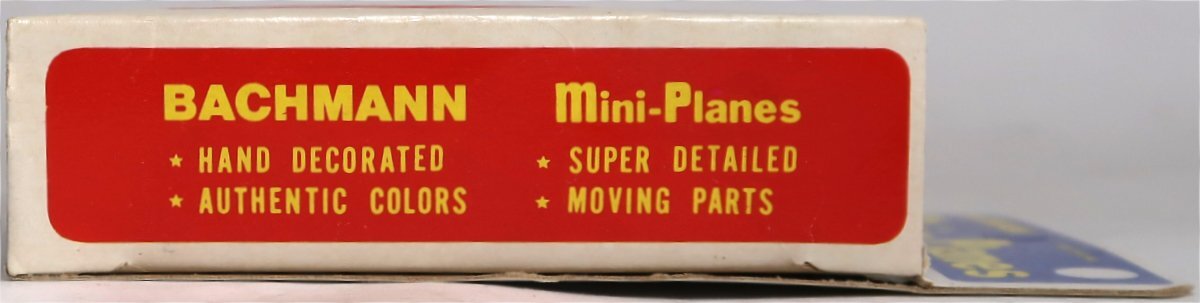 BACHMANN Mini-Planes
★ HAND DECORATED ★ SUPER DETAILED
★ AUTHENTIC COLORS ★ MOVING PARTS